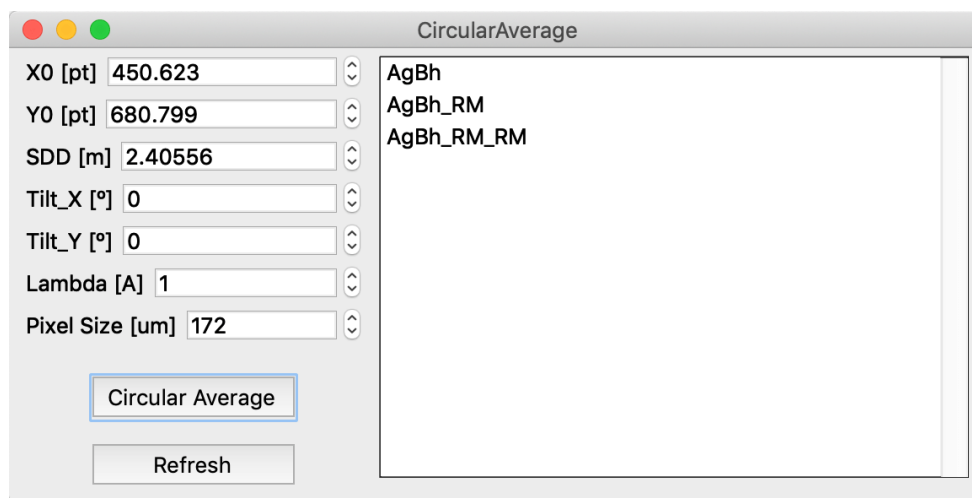 CircularAverage
X0 [pt] 450.623
Y0 [pt] 680.799
SDD [m] 2.40556
Tilt_X [º] 0
Tilt_Y [º] 0
Lambda [A] 1
Pixel Size [um] 172
Circular Average
Refresh
AgBh
AgBh_RM
AgBh_RM_RM